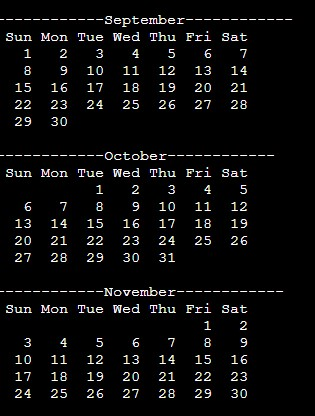 ------------September------------
Sun Mon Tue Wed Thu Fri Sat
1 2 3 4 5 6 7
8 9 10 11 12 13 14
15 16 17 18 19 20 21
22 23 24 25 26 27 28
29 30
------------October------------
Sun Mon Tue Wed Thu Fri Sat
1 2 3 4 5
6 7 8 9 10 11 12
13 14 15 16 17 18 19
20 21 22 23 24 25 26
27 28 29 30 31
------------November------------
Sun Mon Tue Wed Thu Fri Sat
1 2
3 4 5 6 7 8 9
10 11 12 13 14 15 16
17 18 19 20 21 22 23
24 25 26 27 28 29 30